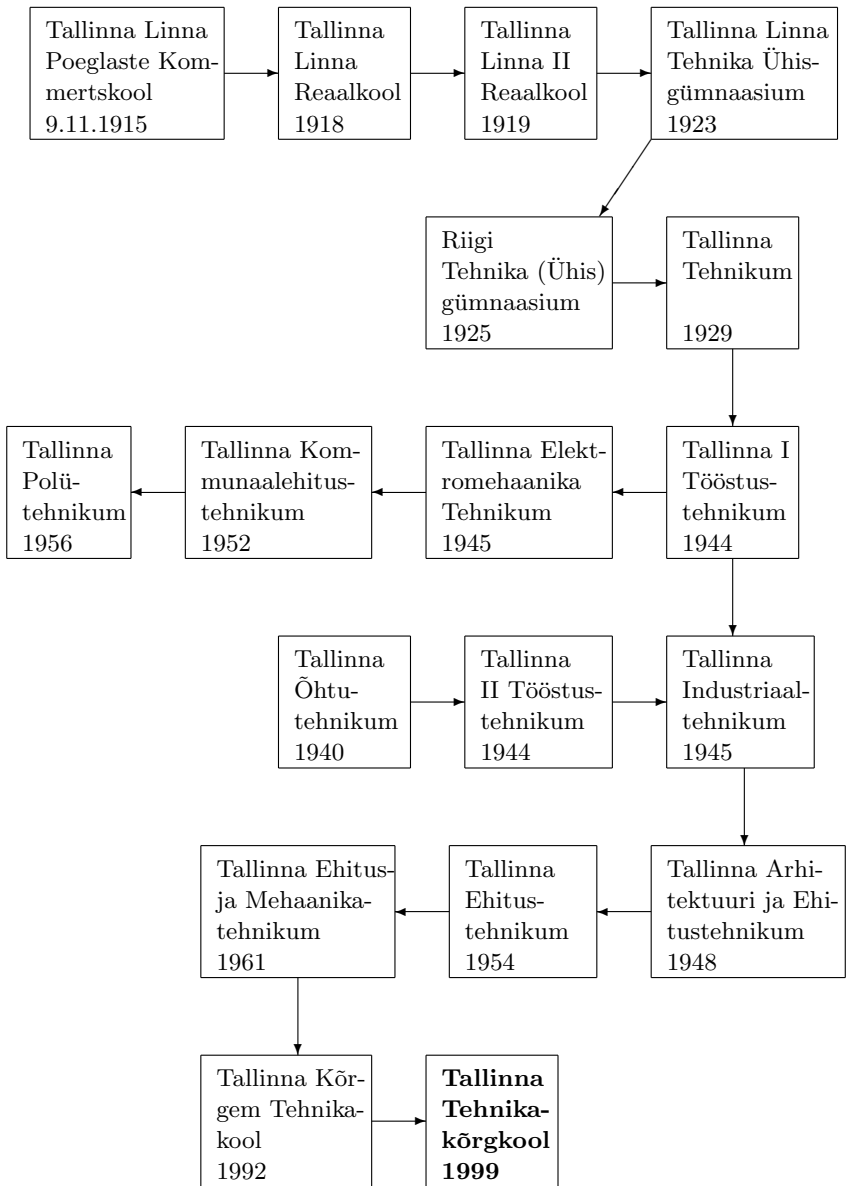 Tallinna Linna
Poeglaste Kom-
mertskool
9.11.1915
Tallinna
Linna
Reaalkool
1918
Tallinna
Linna II
Reaalkool
1919
Tallinna Linna
Tehnika Ühis-
gümnaasium
1923
Riigi
Tehnika (Ühis)
gümnaasium
1925
Tallinna
Tehnikum
1929
Tallinna
Polü-
tehnikum
1956
Tallinna Kom-
munaalehitus-
tehnikum
1952
Tallinna Elekt-
romehaanika
Tehnikum
1945
Tallinna I
Tööstus-
tehnikum
1944
Tallinna
Õhtu-
tehnikum
1940
Tallinna
II Tööstus-
tehnikum
1944
Tallinna
Industriaal-
tehnikum
1945
Tallinna Ehitus-
ja Mehaanika-
tehnikum
1961
Tallinna
Ehitus-
tehnikum
1954
Tallinna Arhi-
tektuuri ja Ehi-
tustehnikum
1948
Tallinna Kõr-
gem Tehnika-
kool
1992
Tallinna
Tehnika-
kõrgkool
1999